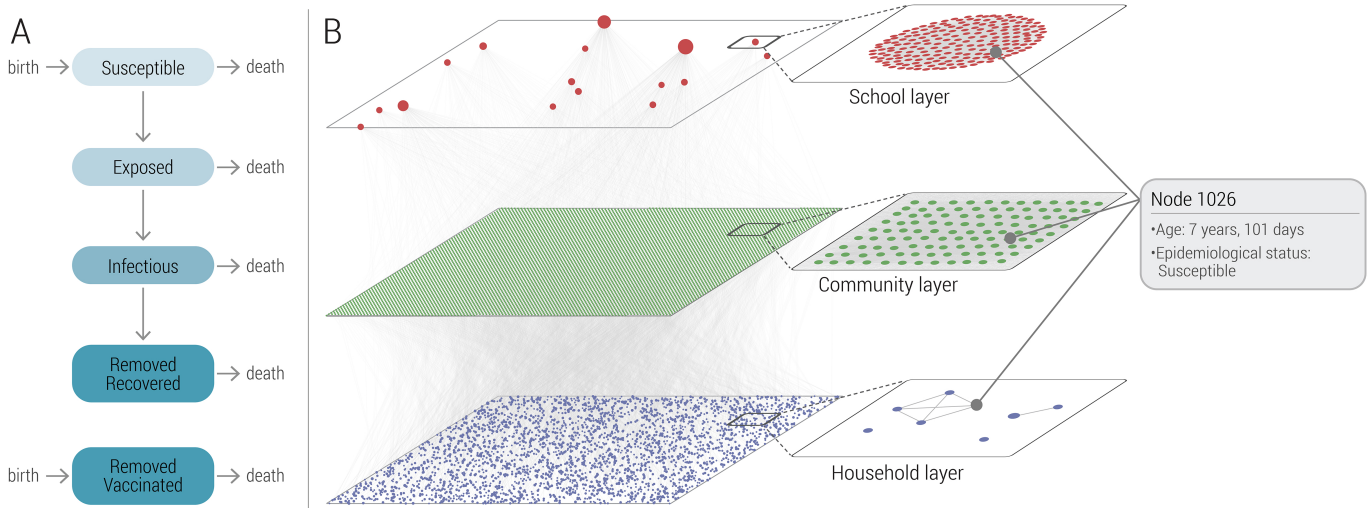 A
birth
Susceptible
death
Exposed
death
Infectious
death
Removed
Recovered
death
birth
Removed
Vaccinated
death
B
School layer
Community layer
Household layer
Node 1026
•Age: 7 years, 101 days
•Epidemiological status:
Susceptible